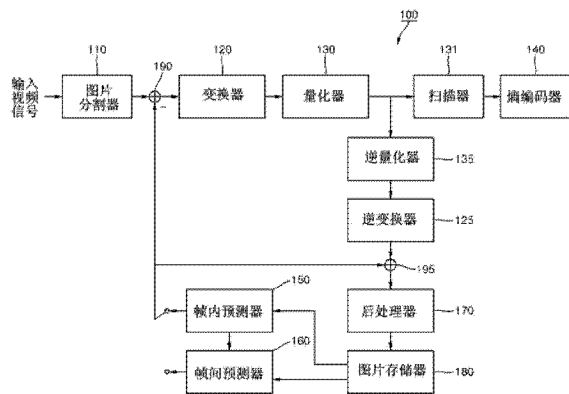 100
110
190
120
130
131
140
输入
视频
信号
图片
分割器
变换器
量化器
扫描器
熵编码器
逆量化器
135
逆变换器
125
195
150
帧内预测器
后处理器
170
160
帧间预测器
图片存储器
180